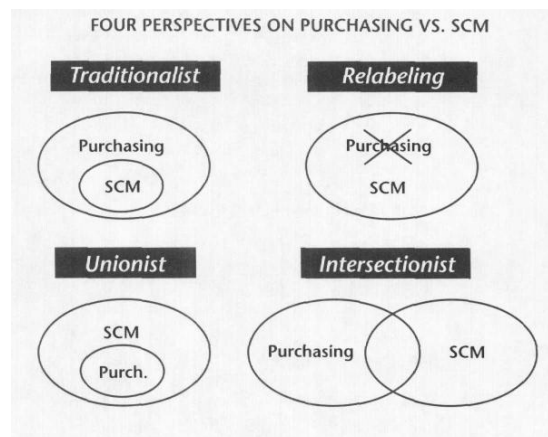 FOUR PERSPECTIVES ON PURCHASING VS. SCM
Traditionalist
Purchasing
SCM
Relabeling
Purchasing
SCM
Unionist
SCM
Purch.
Intersectionist
Purchasing
SCM